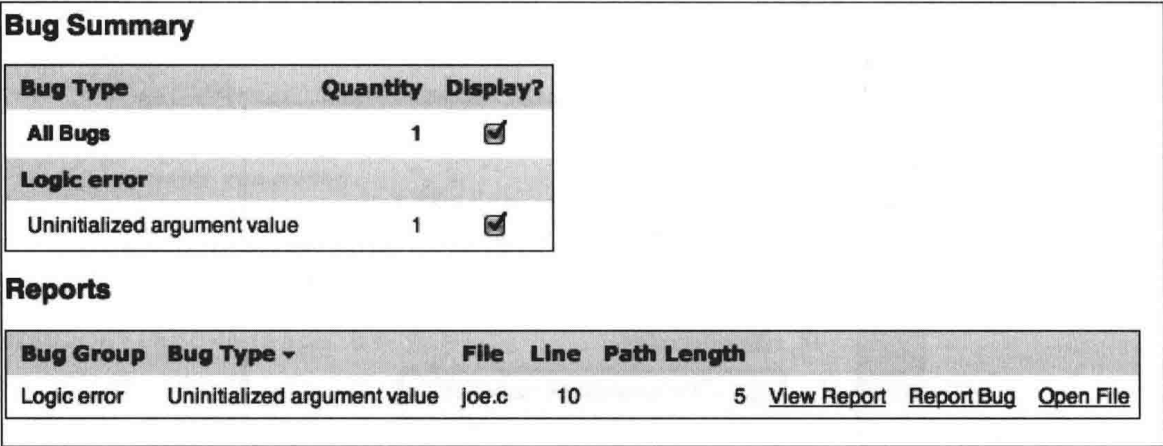 Bug Summary
Bug Type Quantity Display?
All Bugs 1
Logic error
Uninitialized argument value 1
Reports
Bug Group Bug Type File Line Path Length
Logic error Uninitialized argument value joe.c 10 5 View Report Report Bug Open File